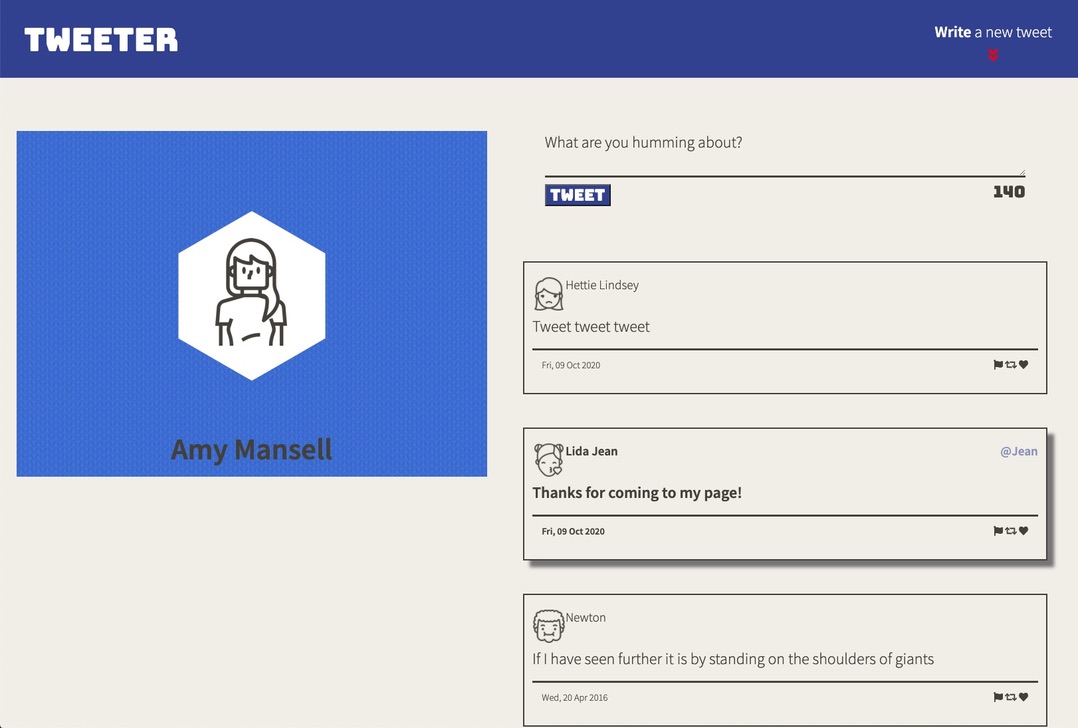 TWEETER
Write a new tweet
Amy Mansell
What are you humming about?
TWEET
140
Hettie Lindsey
Tweet tweet tweet
Fri, 09 Oct 2020
Lida Jean @Jean
Thanks for coming to my page!
Fri, 09 Oct 2020
Newton
If I have seen further it is by standing on the shoulders of giants
Wed, 20 Apr 2016